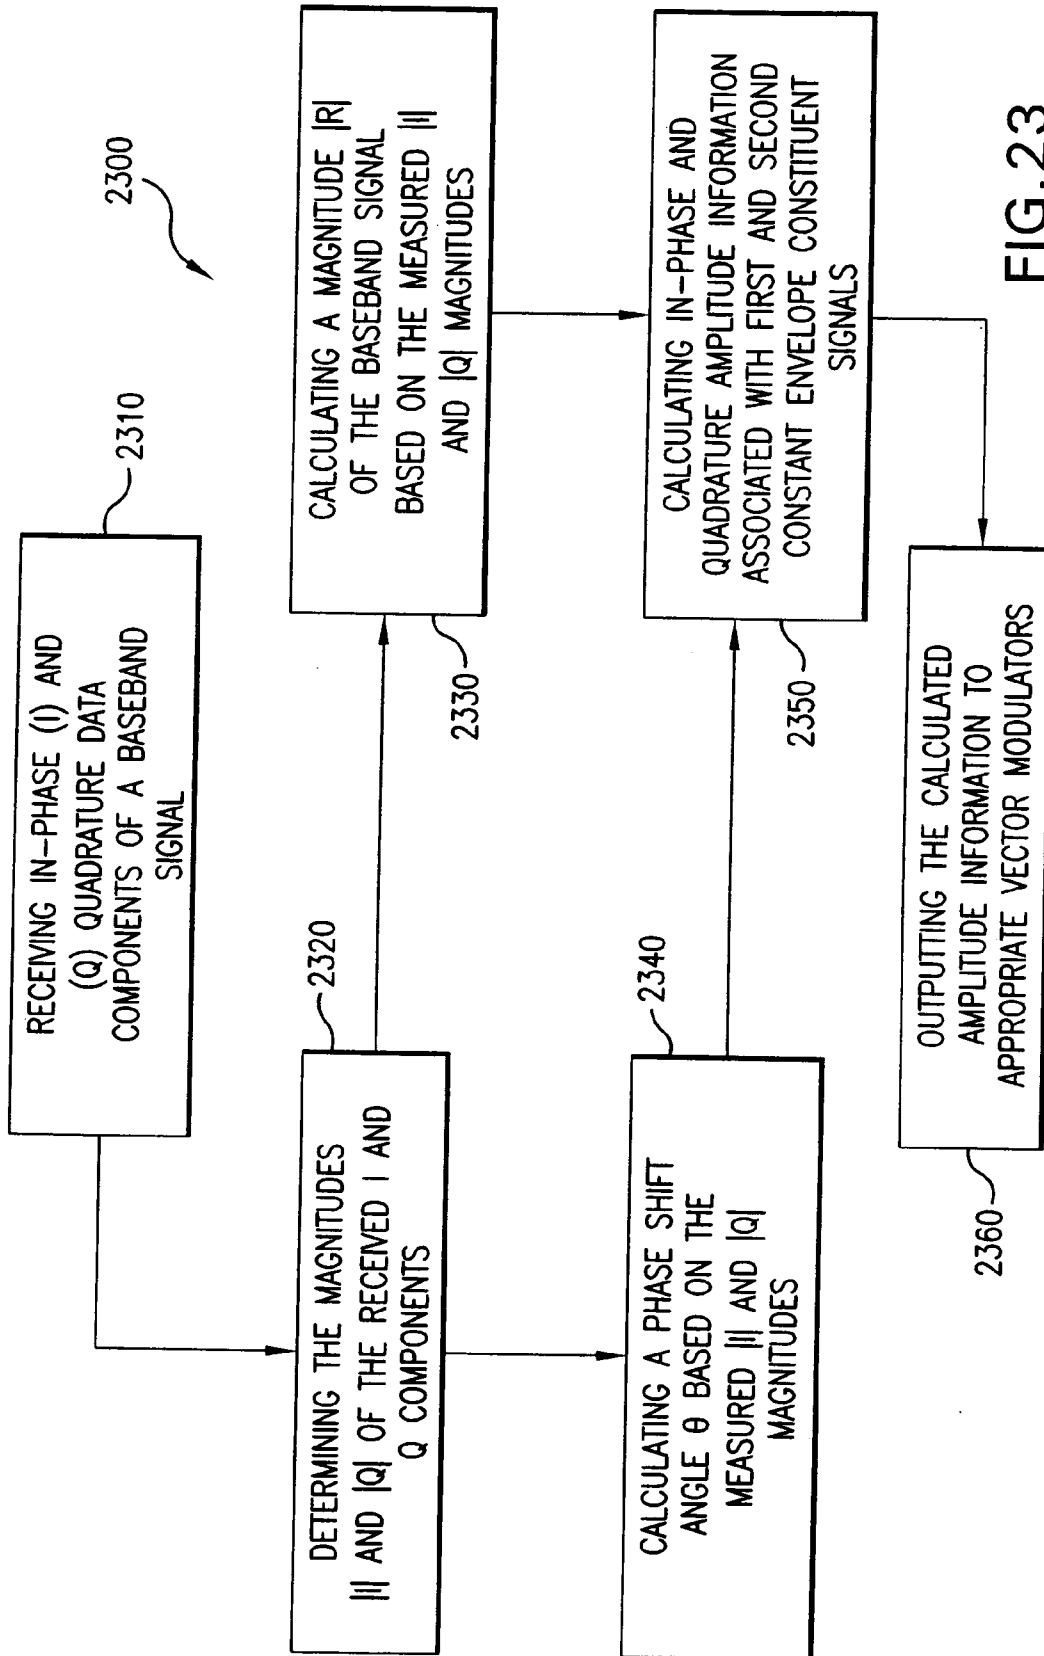 2300
RECEIVING IN-PHASE (I) AND
(Q) QUADRATURE DATA
COMPONENTS OF A BASEBAND
SIGNAL
2310
DETERMINING THE MAGNITUDES
|I| AND |Q| OF THE RECEIVED I AND
Q COMPONENTS
2320
CALCULATING A MAGNITUDE |R|
OF THE BASEBAND SIGNAL
BASED ON THE MEASURED |I|
AND |Q| MAGNITUDES
2330
CALCULATING A PHASE SHIFT
ANGLE θ BASED ON THE
MEASURED |I| AND |Q|
MAGNITUDES
2340
CALCULATING IN-PHASE AND
QUADRATURE AMPLITUDE INFORMATION
ASSOCIATED WITH FIRST AND SECOND
CONSTANT ENVELOPE CONSTITUENT
SIGNALS
2350
OUTPUTING THE CALCULATED
AMPLITUDE INFORMATION TO
APPROPRIATE VECTOR MODULATORS
2360
FIG.23